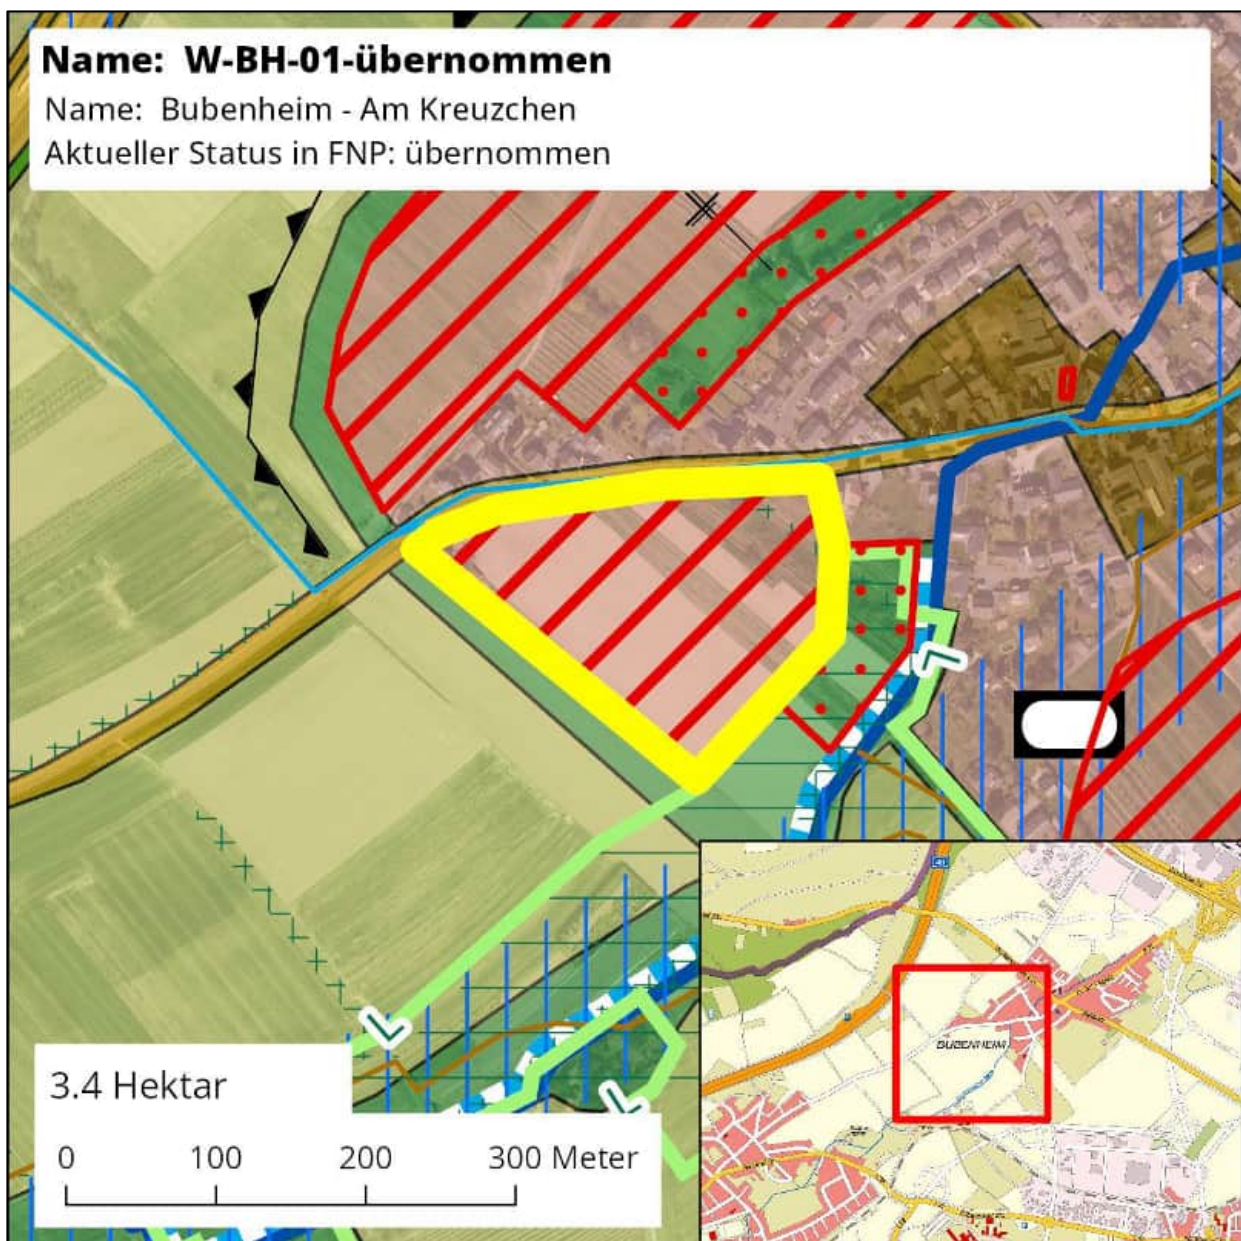 Name: W-BH-01-übernommen
Name: Bubenheim - Am Kreuzchen
Aktueller Status in FNP: übernommen
BUBENHEIM
3.4 Hektar
0 100 200 300 Meter